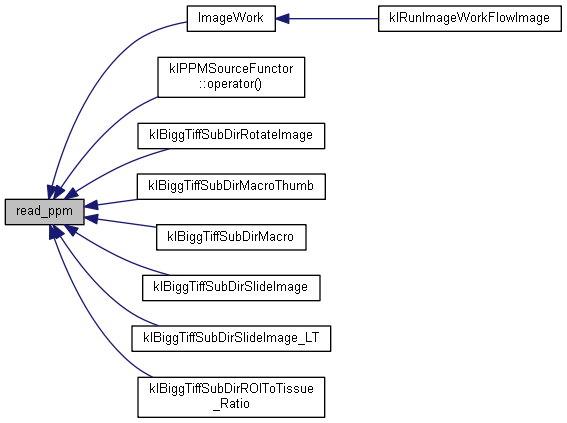 ImageWork
klRunImageWorkFlowImage
klPPMSourceFunctor
::operator()
klBiggTiffSubDirRotateImage
klBiggTiffSubDirMacroThumb
read_ppm
klBiggTiffSubDirMacro
klBiggTiffSubDirSlideImage
klBiggTiffSubDirSlideImage_LT
klBiggTiffSubDirROIToTissue
_Ratio